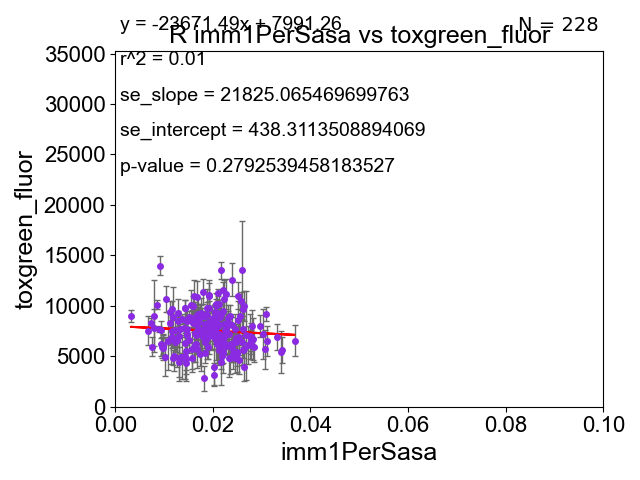 y = -23671.49x + 7991.26
N = 228
R imm1PerSasa vs toxgreen_fluor
r^2 = 0.01
se_slope = 21825.065469699763
se_intercept = 438.3113508894069
p-value = 0.2792539458183527
35000
30000
25000
20000
15000
10000
5000
0
toxgreen_fluor
0.00
0.02
0.04
0.06
0.08
0.10
imm1PerSasa